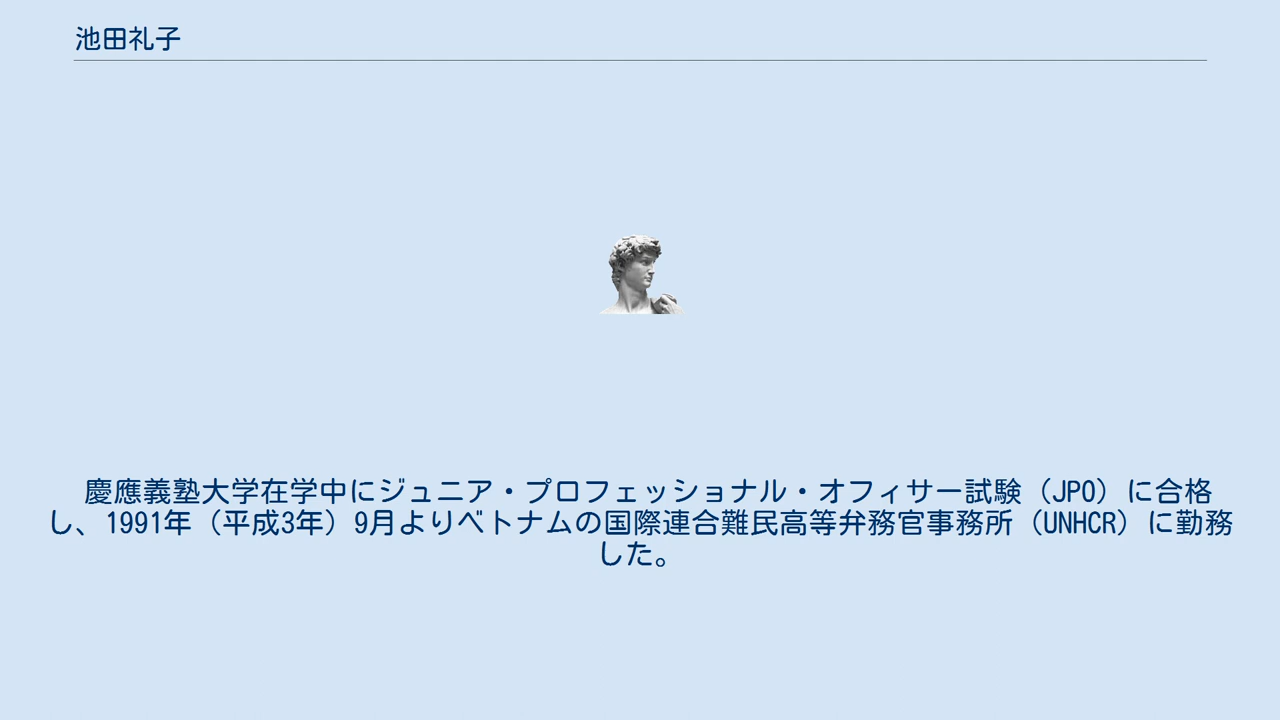 池田礼子
慶應義塾大学在学中にジュニア・プロフェッショナル・オフィサー試験（JPO）に合格
し、1991年（平成3年）9月よりベトナムの国際連合難民高等弁務官事務所（UNHCR）に勤務
した。